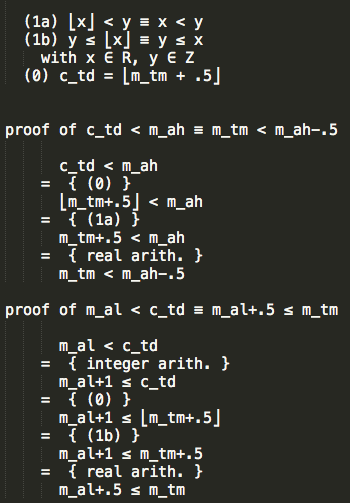 (1a) ⌊x⌋ < y ≡ x < y
(1b) y ≤ ⌊x⌋ ≡ y ≤ x
with x ∈ R, y ∈ Z
(0) c_td = ⌊m_tm + .5⌋
proof of c_td < m_ah ≡ m_tm < m_ah-.5
c_td < m_ah
= { (0) }
⌊m_tm+.5⌋ < m_ah
= { (1a) }
m_tm+.5 < m_ah
= { real arith. }
m_tm < m_ah-.5
proof of m_al < c_td ≡ m_al+.5 ≤ m_tm
m_al < c_td
= { integer arith. }
m_al+1 ≤ c_td
= { (0) }
m_al+1 ≤ ⌊m_tm+.5⌋
= { (1b) }
m_al+1 ≤ m_tm+.5
= { real arith. }
m_al+.5 ≤ m_tm